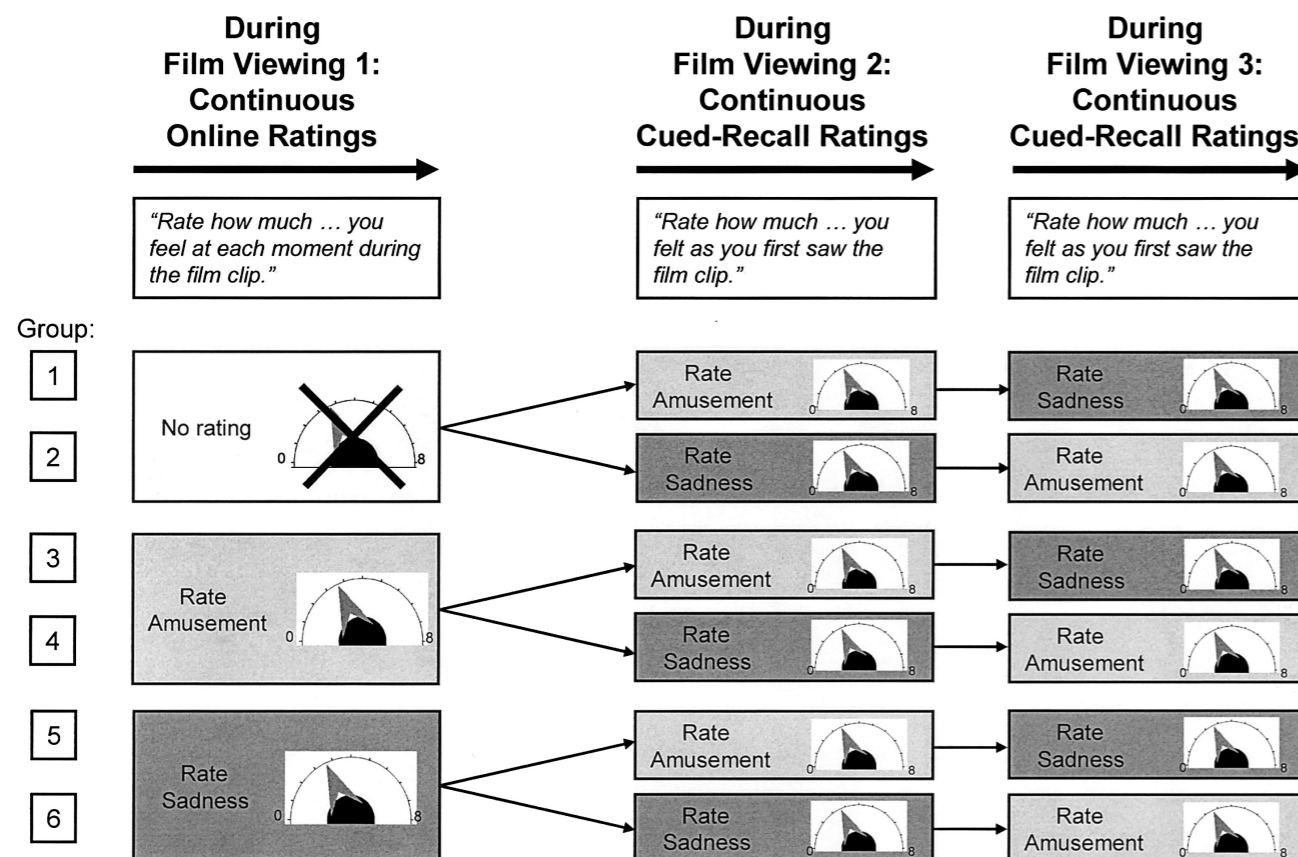 During
Film Viewing 1:
Continuous
Online Ratings
During
Film Viewing 2:
Continuous
Cued-Recall Ratings
During
Film Viewing 3:
Continuous
Cued-Recall Ratings
“Rate how much … you
feel at each moment during
the film clip.”
“Rate how much … you
felt as you first saw the
film clip.”
“Rate how much … you
felt as you first saw the
film clip.”
Group:
1
2
No rating
0 8
Rate
Amusement
0 8
Rate
Sadness
0 8
Rate
Sadness
0 8
Rate
Amusement
0 8
3
4
Rate
Amusement
0 8
Rate
Amusement
0 8
Rate
Sadness
0 8
Rate
Sadness
0 8
Rate
Amusement
0 8
5
6
Rate
Sadness
0 8
Rate
Amusement
0 8
Rate
Sadness
0 8
Rate
Sadness
0 8
Rate
Amusement
0 8